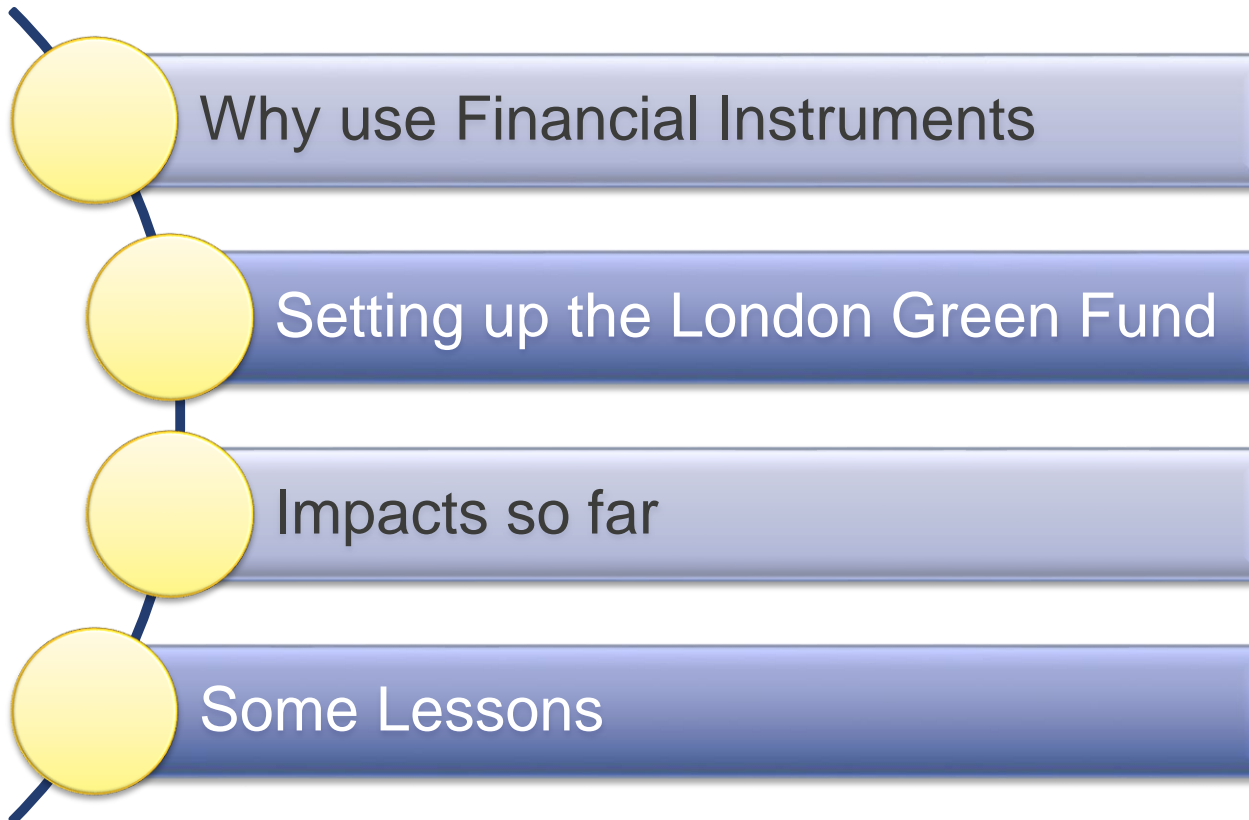 Why use Financial Instruments
Setting up the London Green Fund
Impacts so far
Some Lessons